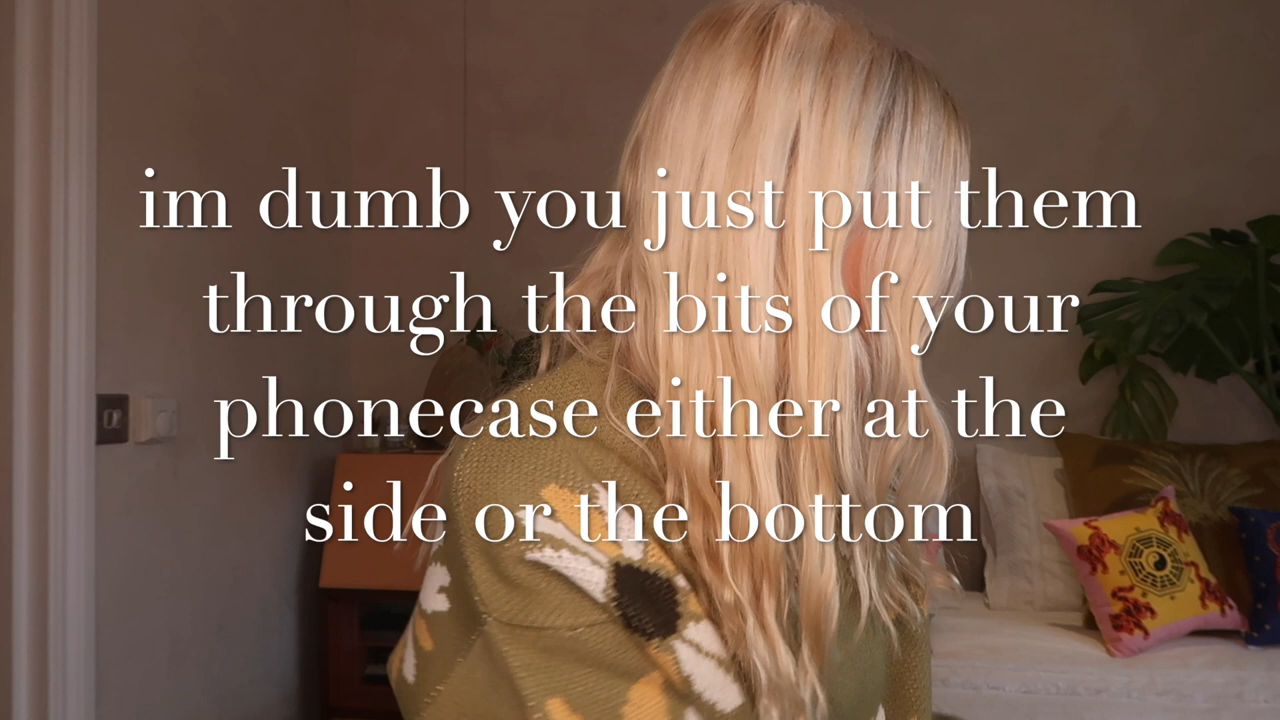 im dumb you just put them
through the bits of your
phonecase either at the
side or the bottom